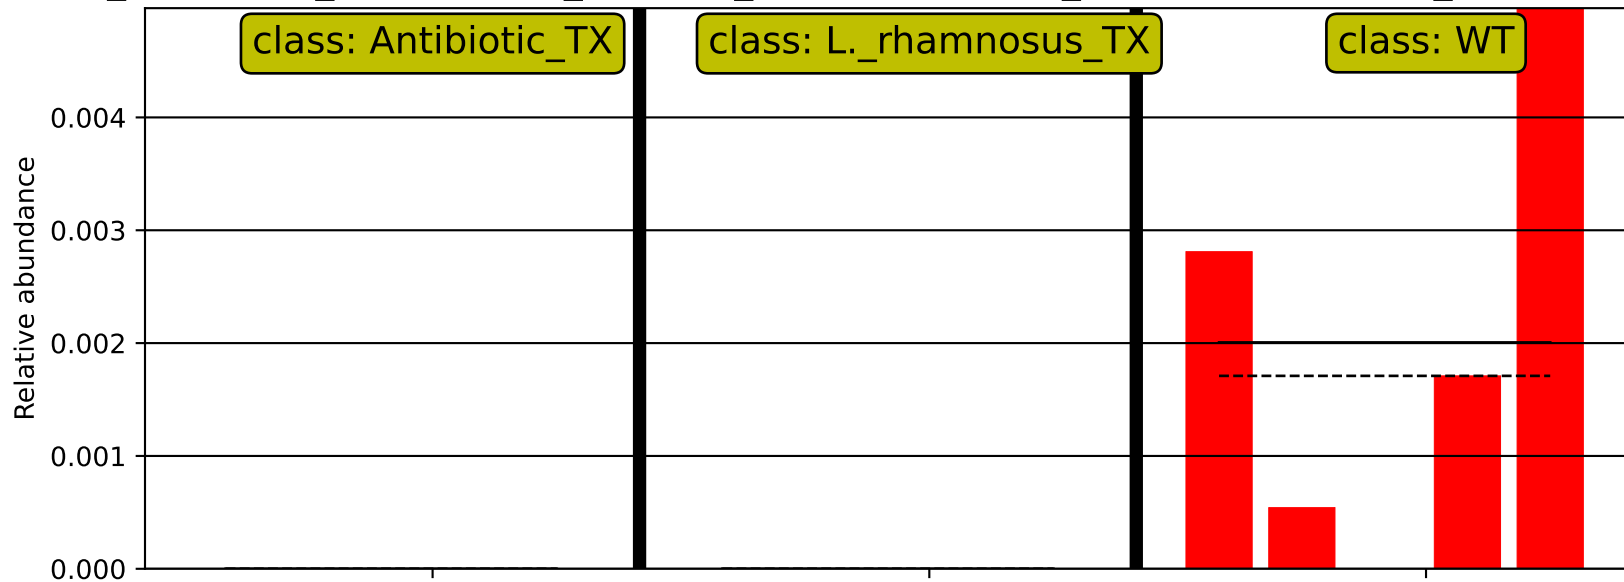 class: Antibiotic_TX
class: L._rhamnosus_TX
class: WT
0.004
0.003
0.002
0.001
0.000
Relative abundance